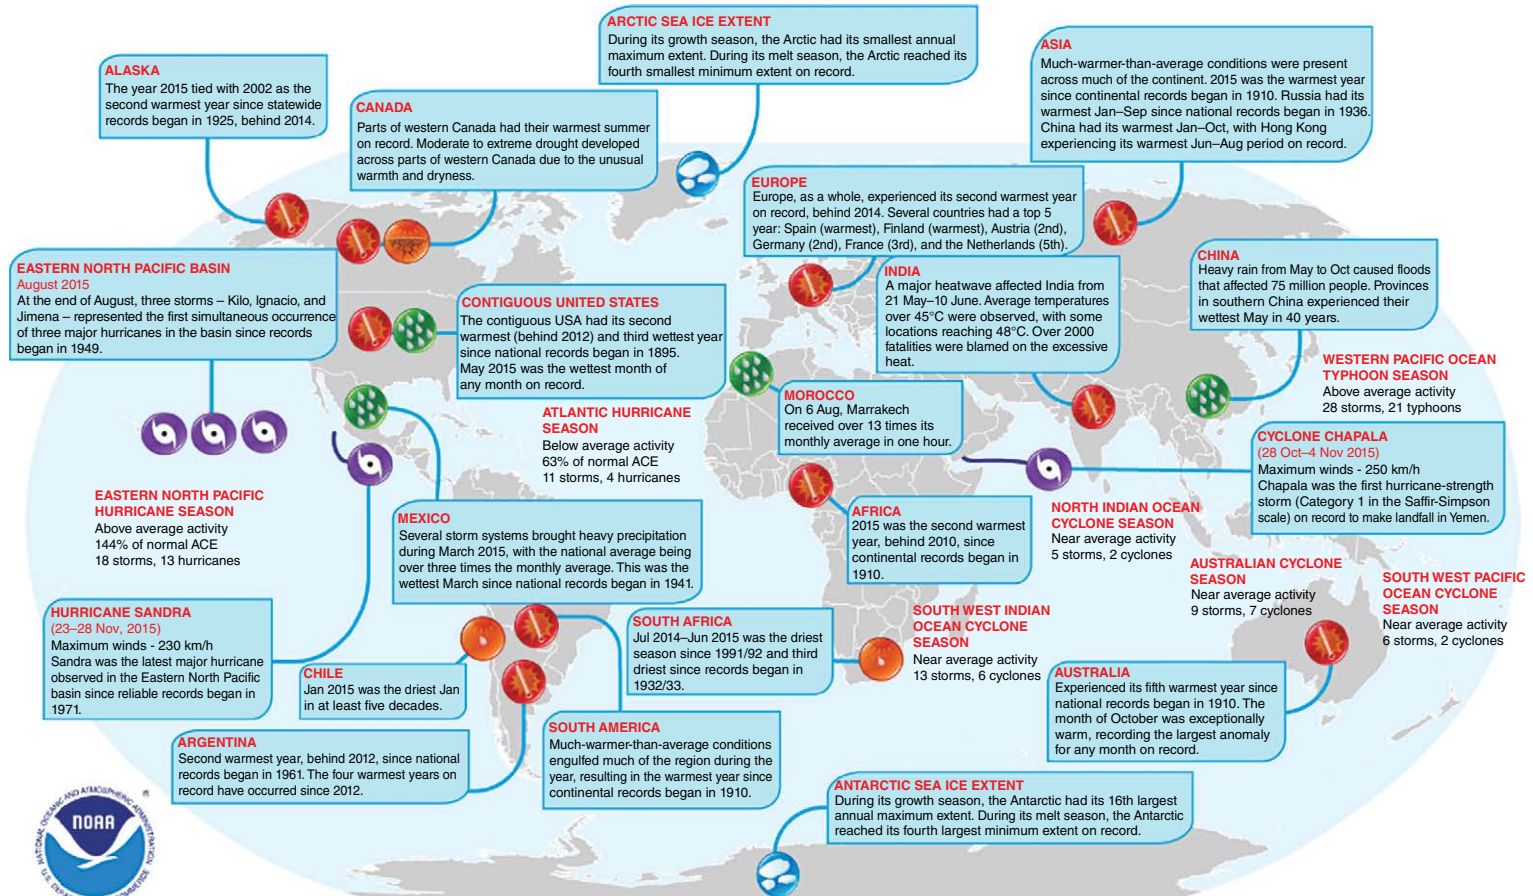 ARCTIC SEA ICE EXTENT
During its growth season, the Arctic had its smallest annual
maximum extent. During its melt season, the Arctic reached its
fourth smallest minimum extent on record.
ASIA
Much-warmer-than-average conditions were present
across much of the continent. 2015 was the warmest year
since continental records began in 1910. Russia had its
warmest Jan–Sep since national records began in 1936.
China had its warmest Jan–Oct, with Hong Kong
experiencing its warmest Jun–Aug period on record.
ALASKA
The year 2015 tied with 2002 as the
second warmest year since statewide
records began in 1925, behind 2014.
CANADA
Parts of western Canada had their warmest summer
on record. Moderate to extreme drought developed
across parts of western Canada due to the unusual
warmth and dryness.
EUROPE
Europe, as a whole, experienced its second warmest year
on record, behind 2014. Several countries had a top 5
year: Spain (warmest), Finland (warmest), Austria (2nd),
Germany (2nd), France (3rd), and the Netherlands (5th).
EASTERN NORTH PACIFIC BASIN
August 2015
At the end of August, three storms – Kilo, Ignacio, and
Jimena – represented the first simultaneous occurrence
of three major hurricanes in the basin since records
began in 1949.
CONTIGUOUS UNITED STATES
The contiguous USA had its second
warmest (behind 2012) and third wettest year
since national records began in 1895.
May 2015 was the wettest month of
any month on record.
INDIA
A major heatwave affected India from
21 May–10 June. Average temperatures
over 45°C were observed, with some
locations reaching 48°C. Over 2000
fatalities were blamed on the excessive
heat.
CHINA
Heavy rain from May to Oct caused floods
that affected 75 million people. Provinces
in southern China experienced their
wettest May in 40 years.
WESTERN PACIFIC OCEAN
TYPHOON SEASON
Above average activity
28 storms, 21 typhoons
MOROCCO
On 6 Aug, Marrakech
received over 13 times its
monthly average in one hour.
ATLANTIC HURRICANE
SEASON
Below average activity
63% of normal ACE
11 storms, 4 hurricanes
CYCLONE CHAPALA
(28 Oct–4 Nov 2015)
Maximum winds - 250 km/h
Chapala was the first hurricane-strength
storm (Category 1 in the Saffir-Simpson
scale) on record to make landfall in Yemen.
EASTERN NORTH PACIFIC
HURRICANE SEASON
Above average activity
144% of normal ACE
18 storms, 13 hurricanes
MEXICO
Several storm systems brought heavy precipitation
during March 2015, with the national average being
over three times the monthly average. This was the
wettest March since national records began in 1941.
AFRICA
2015 was the second warmest
year, behind 2010, since
continental records began in
1910.
NORTH INDIAN OCEAN
CYCLONE SEASON
Near average activity
5 storms, 2 cyclones
AUSTRALIAN CYCLONE
SEASON
Near average activity
9 storms, 7 cyclones
SOUTH WEST PACIFIC
OCEAN CYCLONE
SEASON
Near average activity
6 storms, 2 cyclones
HURRICANE SANDRA
(23–28 Nov, 2015)
Maximum winds - 230 km/h
Sandra was the latest major hurricane
observed in the Eastern North Pacific
basin since reliable records began in
1971.
SOUTH AFRICA
Jul 2014–Jun 2015 was the driest
season since 1991/92 and third
driest since records began in
1932/33.
SOUTH WEST INDIAN
OCEAN CYCLONE
SEASON
Near average activity
13 storms, 6 cyclones
CHILE
Jan 2015 was the driest Jan
in at least five decades.
AUSTRALIA
Experienced its fifth warmest year since
national records began in 1910. The
month of October was exceptionally
warm, recording the largest anomaly
for any month on record.
ARGENTINA
Second warmest year, behind 2012, since national
records began in 1961. The four warmest years on
record have occurred since 2012.
SOUTH AMERICA
Much-warmer-than-average conditions
engulfed much of the region during the
year, resulting in the warmest year since
continental records began in 1910.
ANTARCTIC SEA ICE EXTENT
During its growth season, the Antarctic had its 16th largest
annual maximum extent. During its melt season, the Antarctic
reached its fourth largest minimum extent on record.
NATIONAL OCEANIC AND ATMOSPHERIC ADMINISTRATION
®
NOAA